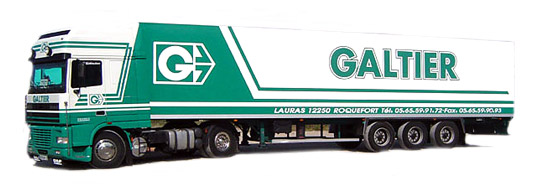 GALTIER
G
LAURAS 12250 ROQUEFORT Tél. 05.65.59.91.72-Fax. 05.65.59.90.93
GALTIER
G